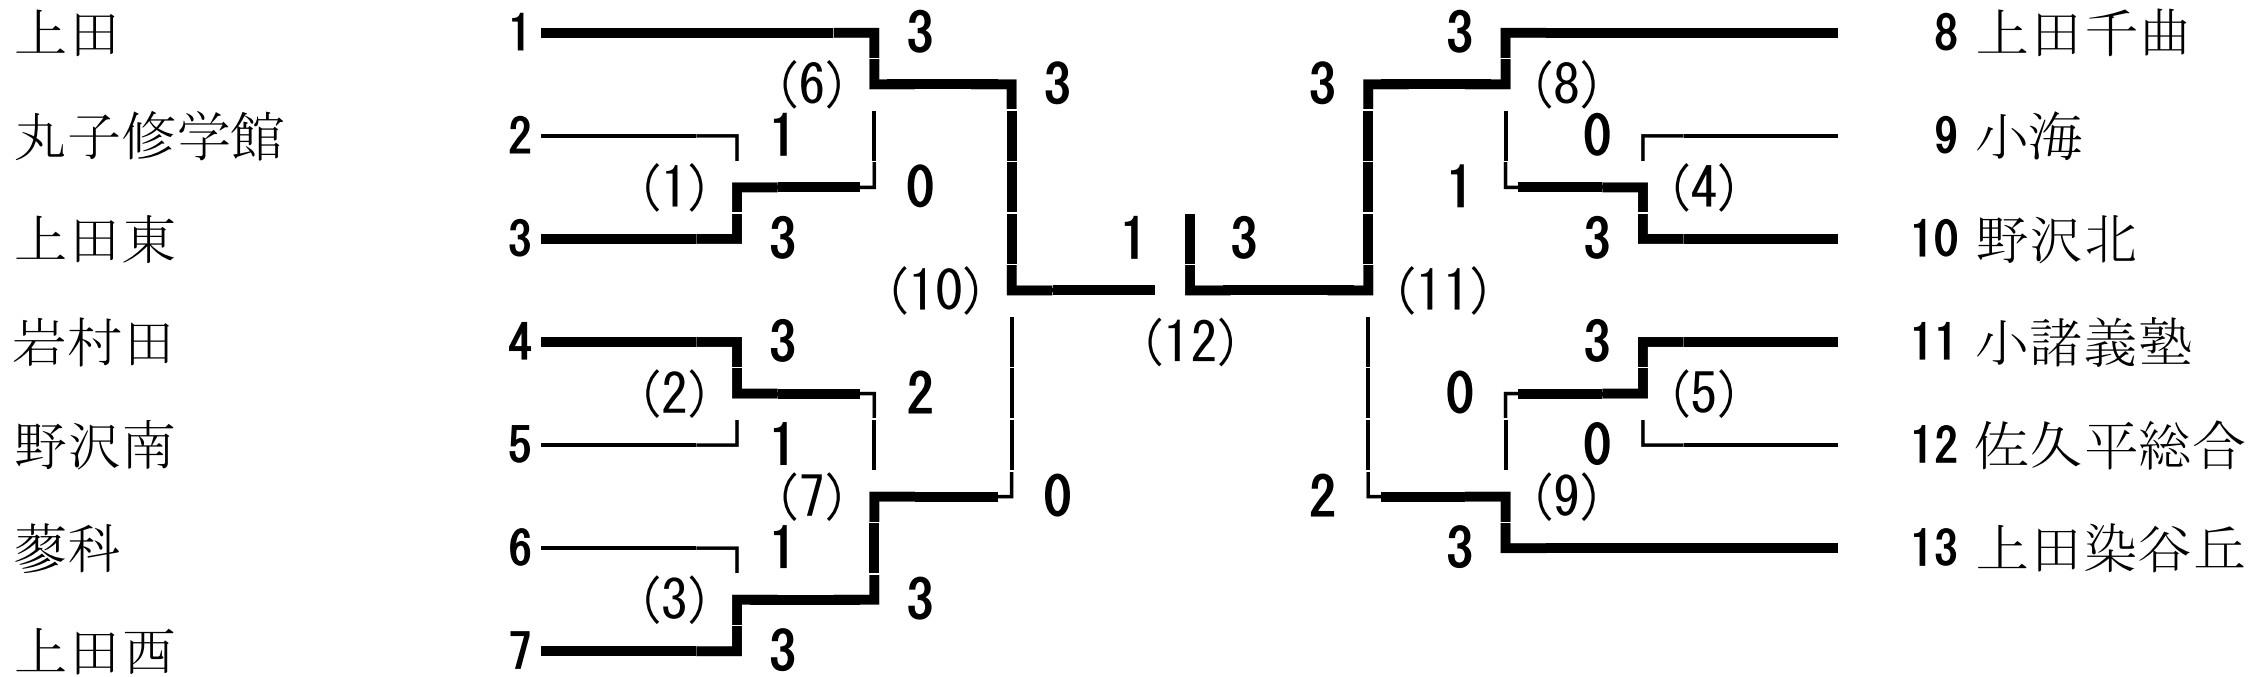 上田 1 3 3 8 上田千曲
(6) 3 3 (8)
丸子修学館 2 1 0 9 小海
(1) 0 1 (4)
上田東 3 3 1 3 3 10 野沢北
(10) (11)
岩村田 4 3 (12) 3 11 小諸義塾
(2) 2 0 (5)
野沢南 5 1 0 12 佐久平総合
(7) 0 2 (9)
蓼科 6 1 3 13 上田染谷丘
(3) 3
上田西 7 3